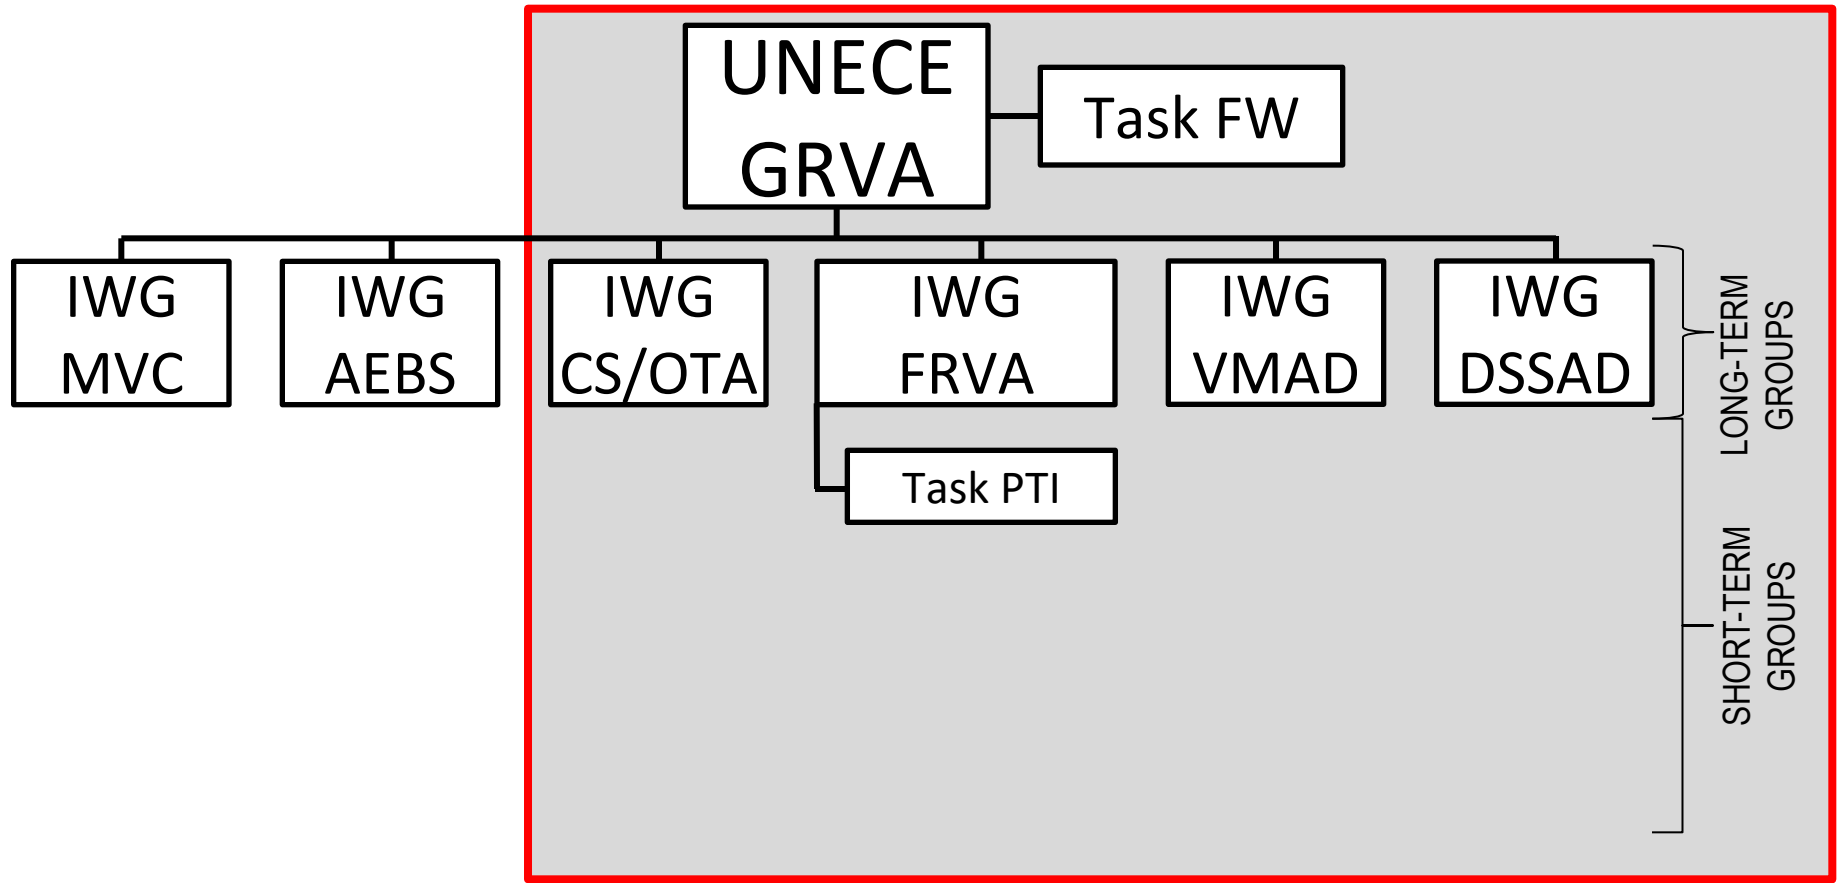 UNECE
GRVA
Task FW
IWG
MVC
IWG
AEBS
IWG
CS/OTA
IWG
FRVA
IWG
VMAD
IWG
DSSAD
LONG-TERM
GROUPS
Task PTI
SHORT-TERM
GROUPS